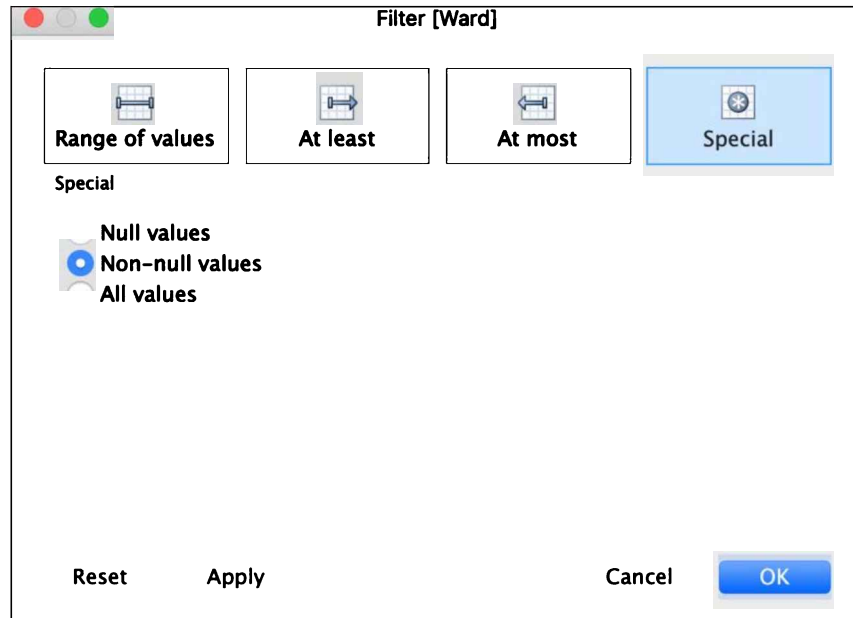 Filter [Ward]
Range of values
At least
At most
Special
Special
Null values
Non-null values
All values
Reset
Apply
Cancel
OK